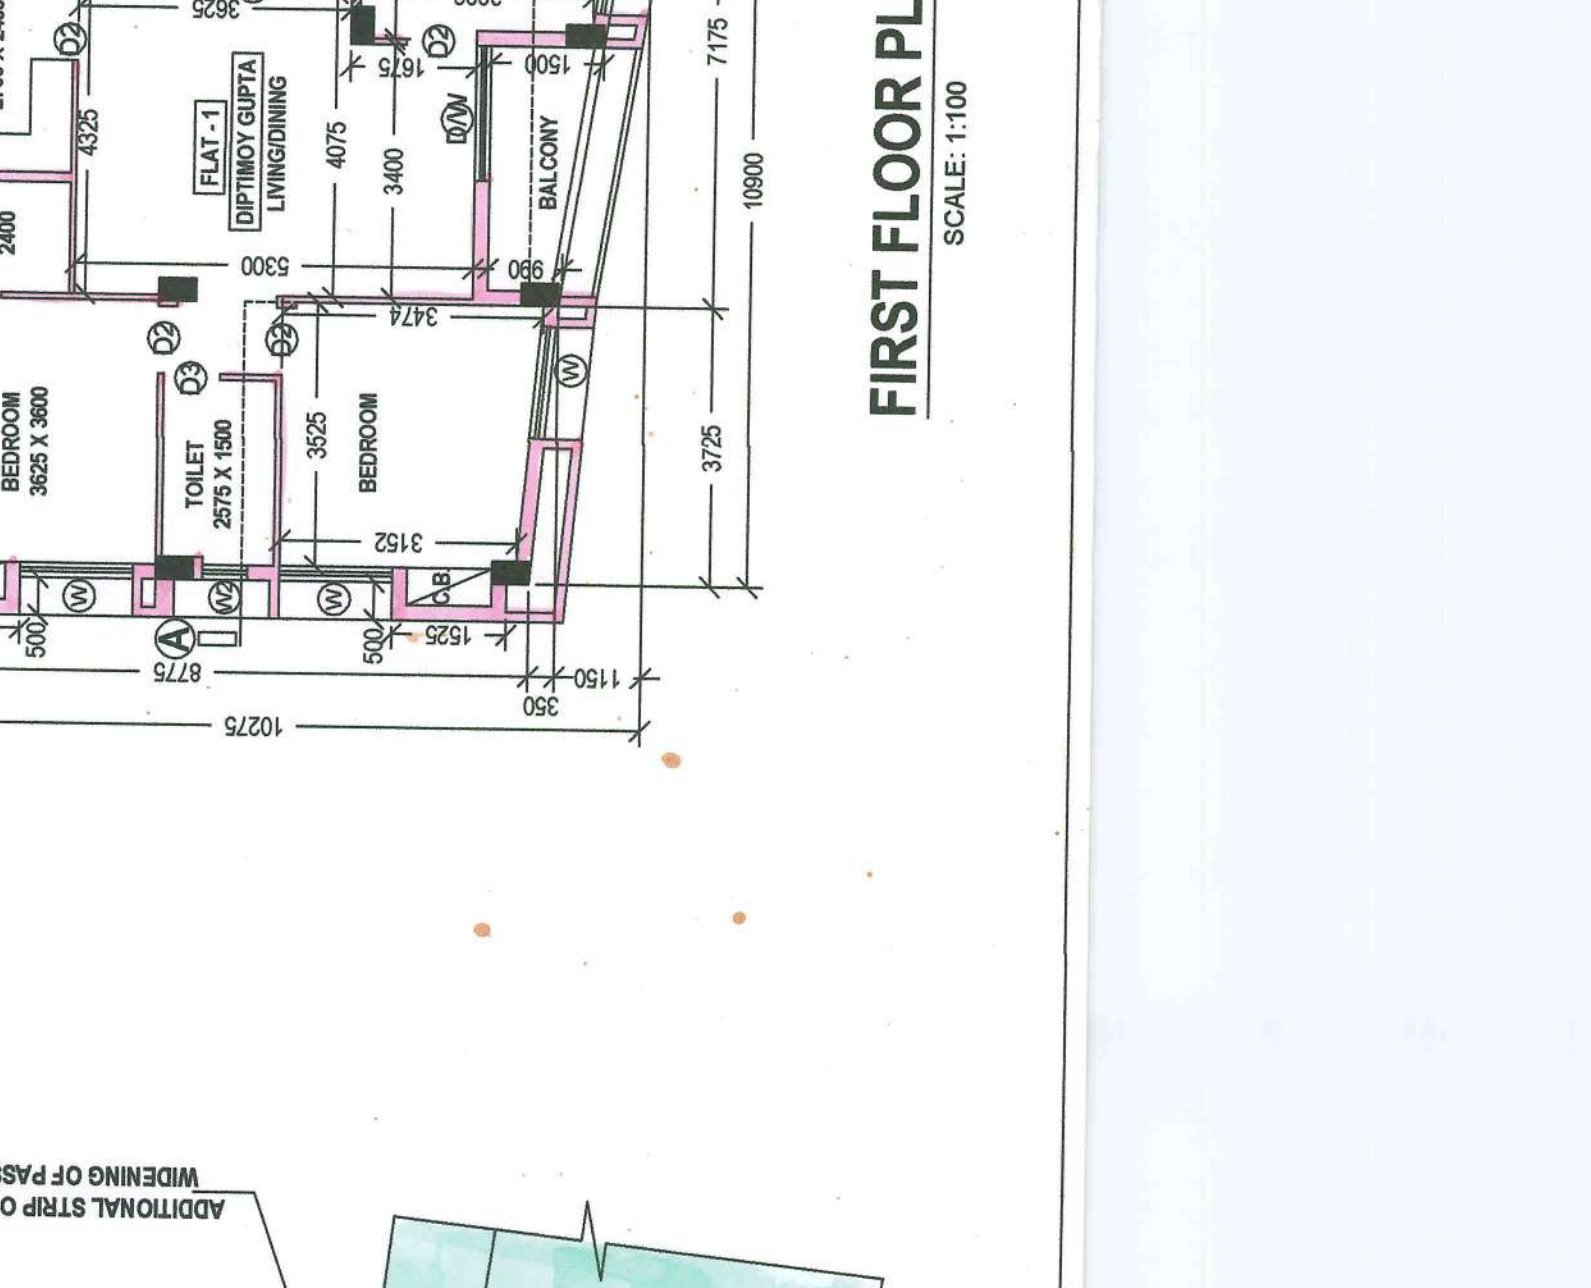 3625
D2
D2
1675
1500
7175
4325
FLAT - 1
DIPTIMOY GUPTA
LIVING/DINING
4075
3400
D/W
BALCONY
10900
FIRST FLOOR PL
SCALE: 1:100
2400
5300
990
3474
D2
D2
D3
W
BEDROOM
3625 X 3600
TOILET
2575 X 1500
3525
BEDROOM
3725
3152
W
W2
W
C.B.
500
A
500
1525
8775
350
1150
10275
ADDITIONAL STRIP O
WIDENING OF PASS